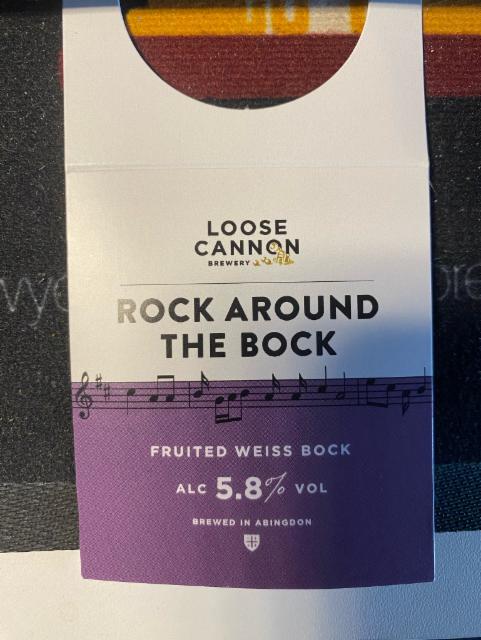 LOOSE
CANNON
BREWERY
ROCK AROUND
THE BOCK
FRUITED WEISS BOCK
ALC 5.8% VOL
BREWED IN ABINGDON